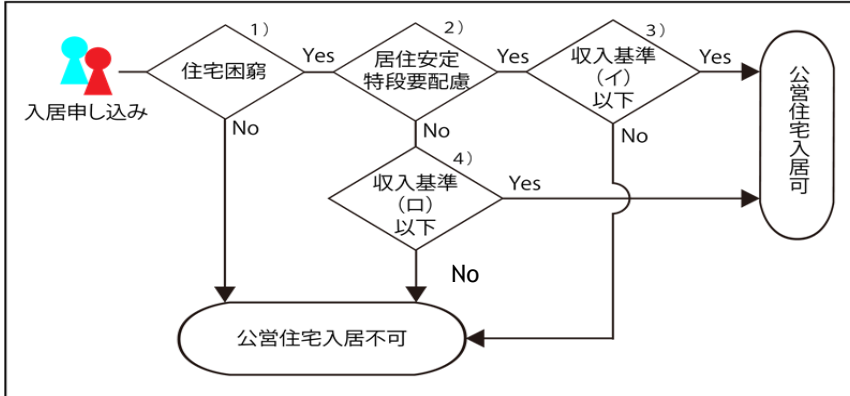 入居申し込み
1）
住宅困窮
Yes
No
2）
居住安定
特段要配慮
Yes
No
3）
収入基準
（イ）
以下
Yes
No
4）
収入基準
（ロ）
以下
Yes
No
公営住宅入居可
公営住宅入居不可